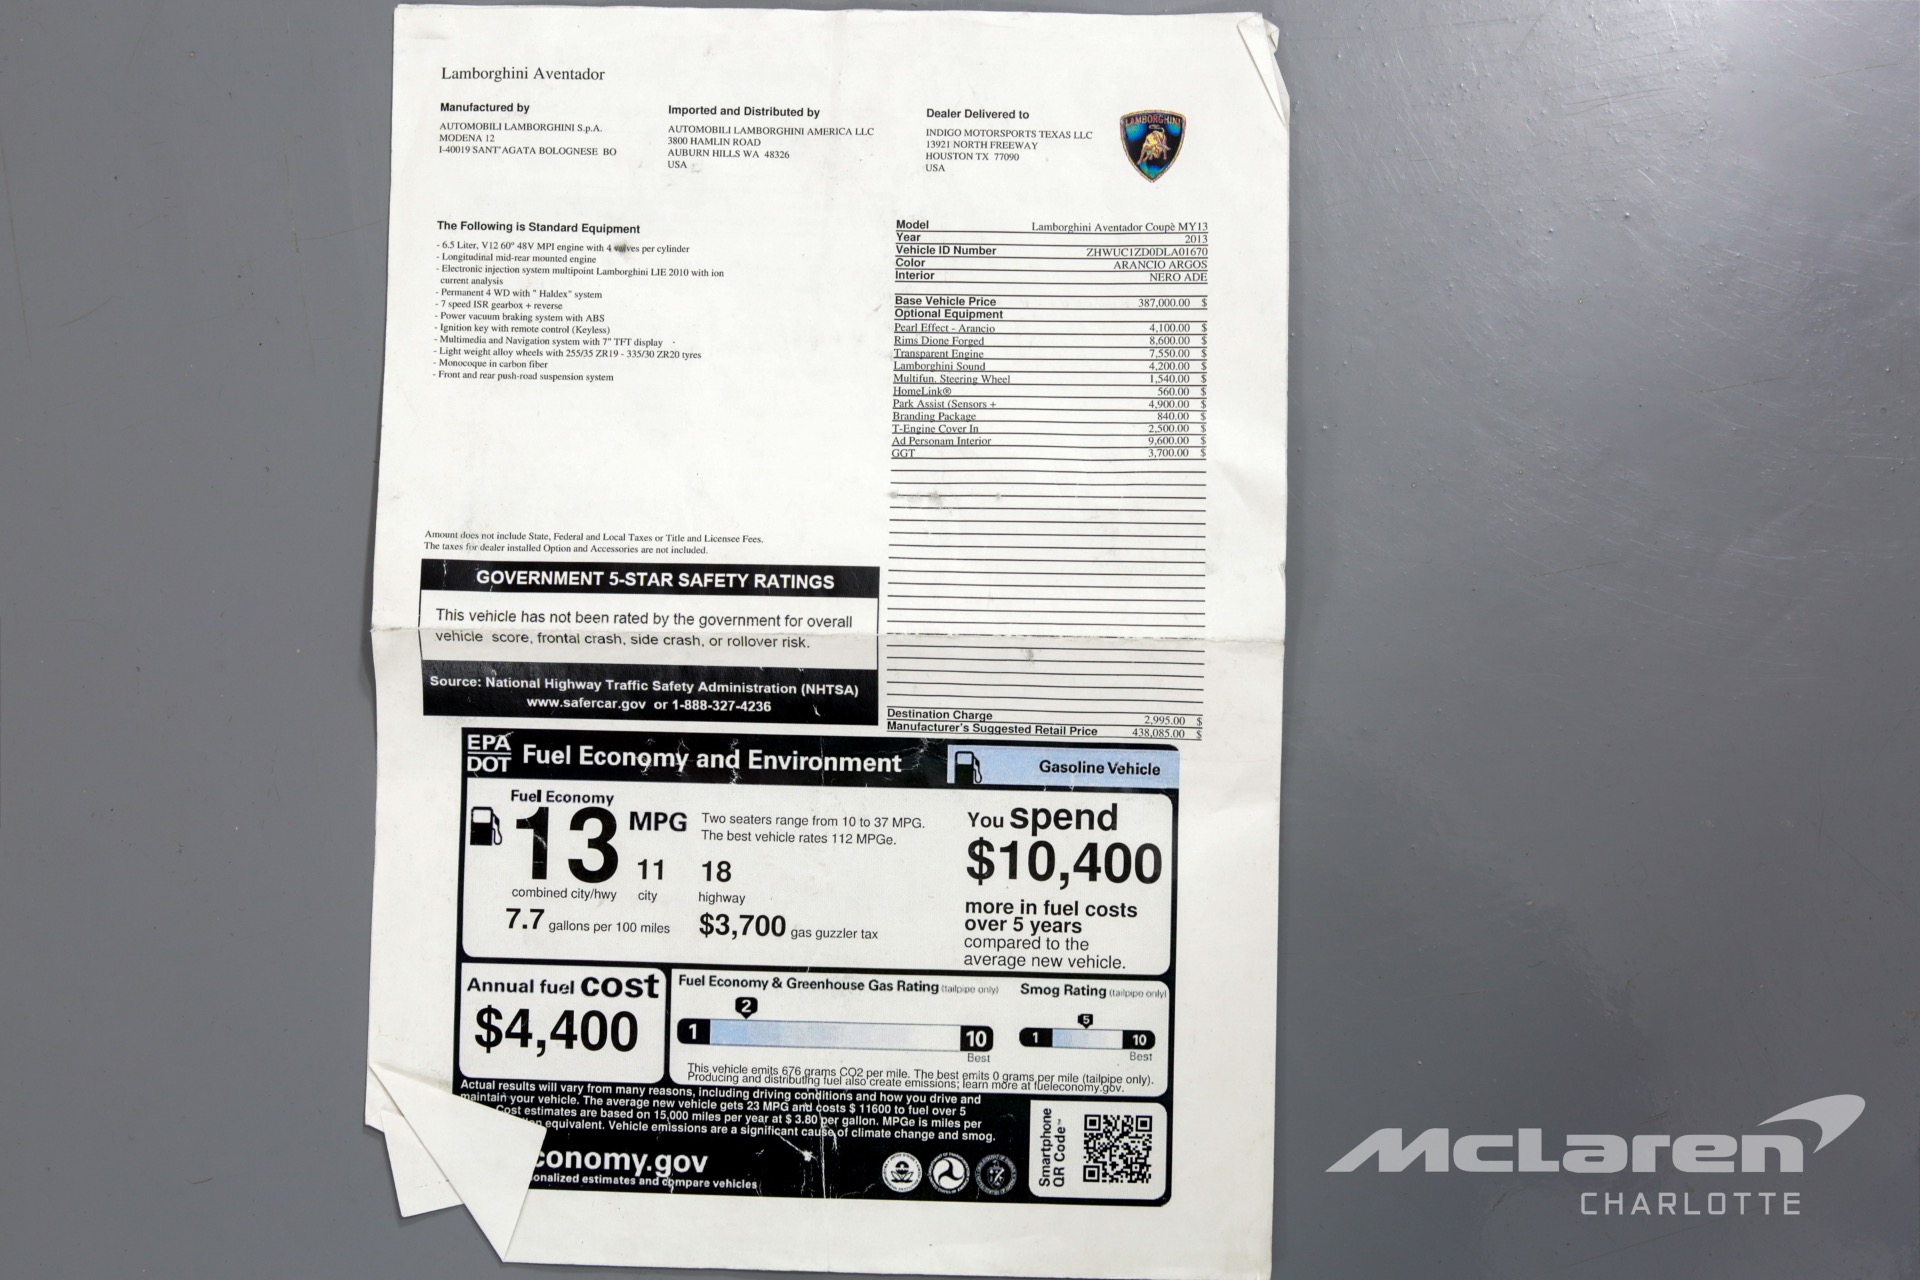 Lamborghini Aventador
Manufactured by
AUTOMOBILI LAMBORGHINI S.p.A.
MODENA 12
I-40019 SANT'AGATA BOLOGNESE BO
Imported and Distributed by
AUTOMOBILI LAMBORGHINI AMERICA LLC
3800 HAMLIN ROAD
AUBURN HILLS WA 48326
USA
Dealer Delivered to
INDIGO MOTORSPORTS TEXAS LLC
13921 NORTH FREEWAY
HOUSTON TX 77090
USA
LAMBORGHINI
The Following is Standard Equipment
- 6.5 Liter, V12 60° 48V MPI engine with 4 valves per cylinder
- Longitudinal mid-rear mounted engine
- Electronic injection system multipoint Lamborghini LIE 2010 with ion
current analysis
- Permanent 4 WD with " Haldex" system
- 7 speed ISR gearbox + reverse
- Power vacuum braking system with ABS
- Ignition key with remote control (Keyless)
- Multimedia and Navigation system with 7" TFT display
- Light weight alloy wheels with 255/35 ZR19 - 335/30 ZR20 tyres
- Monocoque in carbon fiber
- Front and rear push-road suspension system
Model Lamborghini Aventador Coupè MY13
Year 2013
Vehicle ID Number ZHWUC1ZD0DLA01670
Color ARANCIO ARGOS
Interior NERO ADE
Base Vehicle Price 387,000.00 $
Optional Equipment
Pearl Effect - Arancio 4,100.00 $
Rims Dione Forged 8,600.00 $
Transparent Engine 7,550.00 $
Lamborghini Sound 4,200.00 $
Multifun. Steering Wheel 1,540.00 $
HomeLink® 560.00 $
Park Assist (Sensors + 4,900.00 $
Branding Package 840.00 $
T-Engine Cover In 2,500.00 $
Ad Personam Interior 9,600.00 $
GGT 3,700.00 $
Amount does not include State, Federal and Local Taxes or Title and Licensee Fees.
The taxes for dealer installed Option and Accessories are not included.
GOVERNMENT 5-STAR SAFETY RATINGS
This vehicle has not been rated by the government for overall
vehicle score, frontal crash, side crash, or rollover risk.
Source: National Highway Traffic Safety Administration (NHTSA)
www.safercar.gov or 1-888-327-4236
Destination Charge 2,995.00 $
Manufacturer's Suggested Retail Price 438,085.00 $
EPA
DOT
Fuel Economy and Environment
Gasoline Vehicle
Fuel Economy
13 MPG
combined city/hwy
11
city
18
highway
Two seaters range from 10 to 37 MPG.
The best vehicle rates 112 MPGe.
7.7 gallons per 100 miles
$3,700 gas guzzler tax
You spend
$10,400
more in fuel costs
over 5 years
compared to the
average new vehicle.
Annual fuel cost
$4,400
Fuel Economy & Greenhouse Gas Rating (tailpipe only)
2
1 10
Best
Smog Rating (tailpipe only)
5
1 10
Best
This vehicle emits 676 grams CO2 per mile. The best emits 0 grams per mile (tailpipe only).
Producing and distributing fuel also create emissions; learn more at fueleconomy.gov.
Actual results will vary from many reasons, including driving conditions and how you drive and
maintain your vehicle. The average new vehicle gets 23 MPG and costs $ 11600 to fuel over 5
Cost estimates are based on 15,000 miles per year at $ 3.80 per gallon. MPGe is miles per
equivalent. Vehicle emissions are a significant cause of climate change and smog.
conomy.gov
onalized estimates and compare vehicles
Smartphone
QR Code™
McLaren
CHARLOTTE